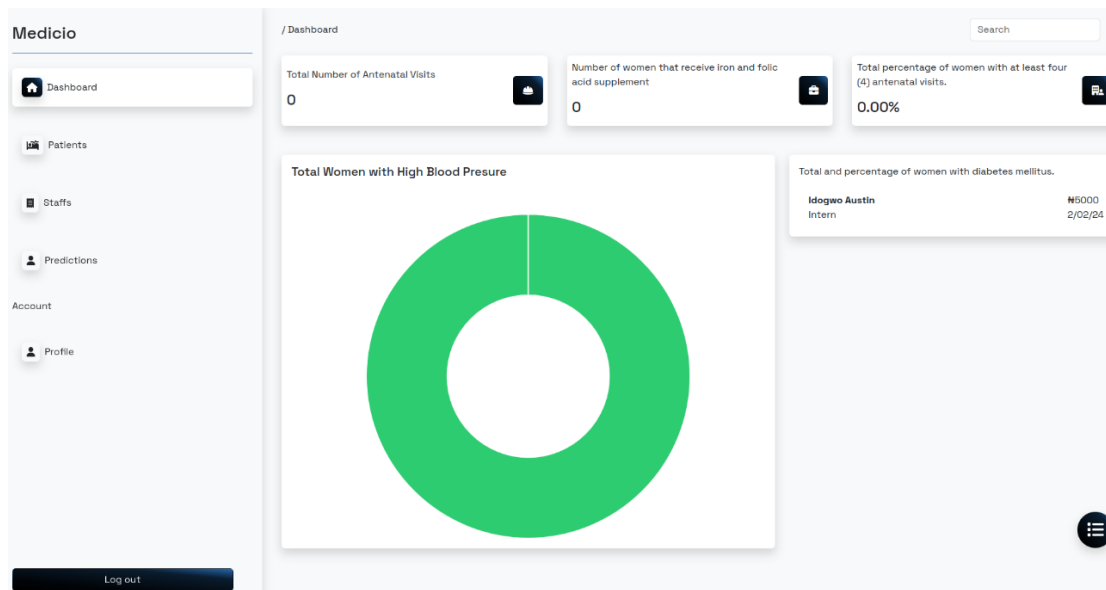 Medicio
Dashboard
Patients
Staffs
Predictions
Account
Profile
Log out
/ Dashboard
Search
Total Number of Antenatal Visits
0
Number of women that receive iron and folic
acid supplement
0
Total percentage of women with at least four
(4) antenatal visits.
0.00%
Total Women with High Blood Presure
Total and percentage of women with diabetes mellitus.
Idogwo Austin ₦5000
Intern 2/02/24